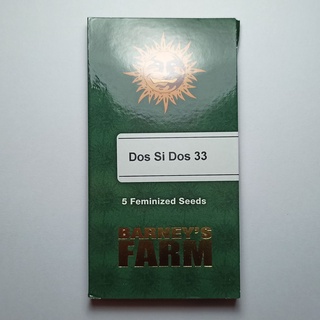 Dos Si Dos 33
5 Feminized Seeds
BARNEY'S
FARM